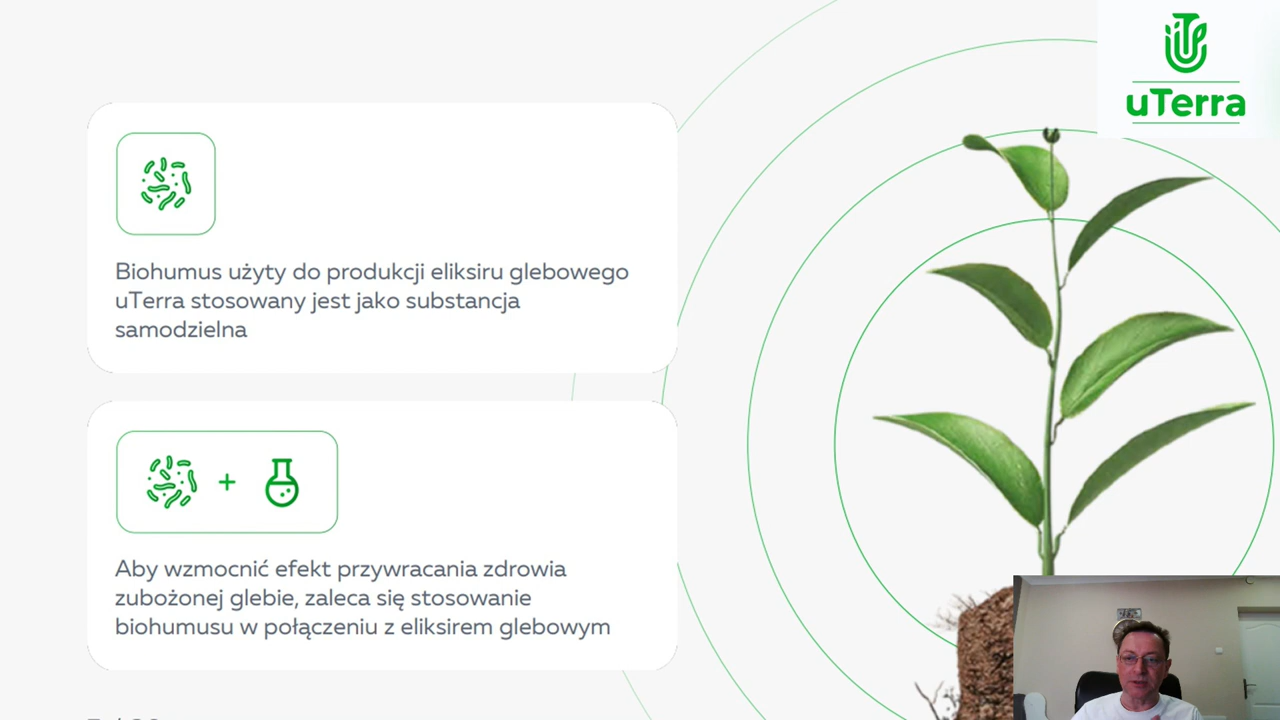 uTerra
Biohumus użyty do produkcji eliksiru glebowego
uTerra stosowany jest jako substancja
samodzielna
+
Aby wzmocnić efekt przywracania zdrowia
zubożonej glebie, zaleca się stosowanie
biohumusu w połączeniu z eliksirem glebowym